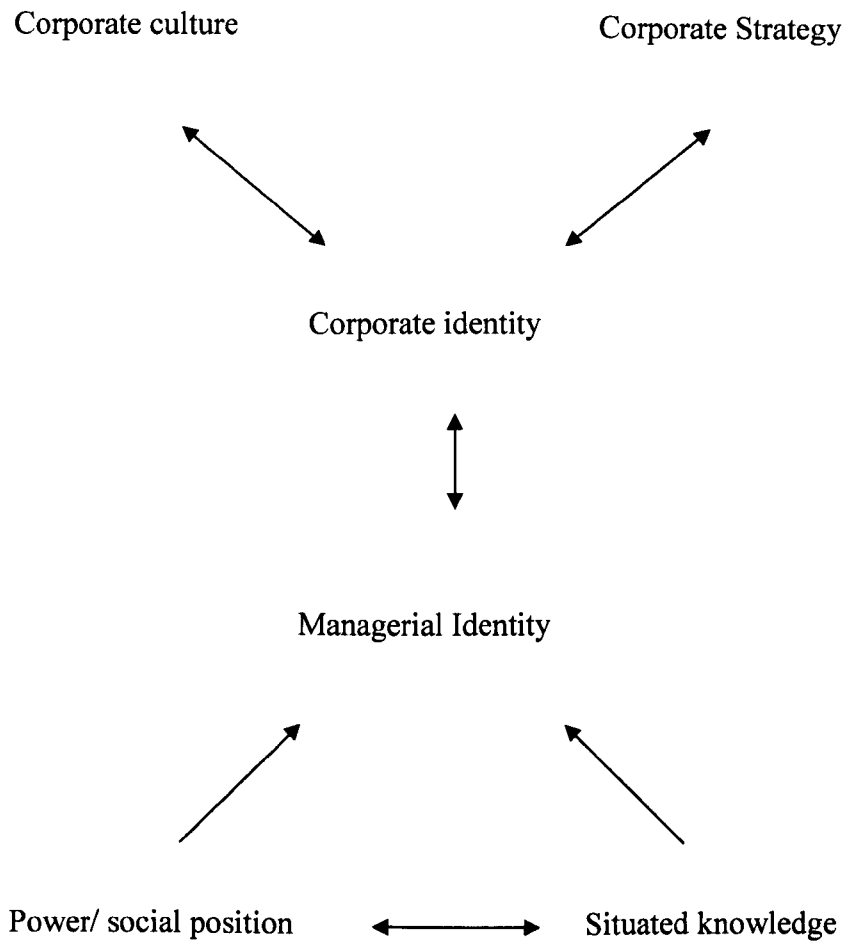 Corporate culture
Corporate Strategy
Corporate identity
Managerial Identity
Power/ social position
Situated knowledge